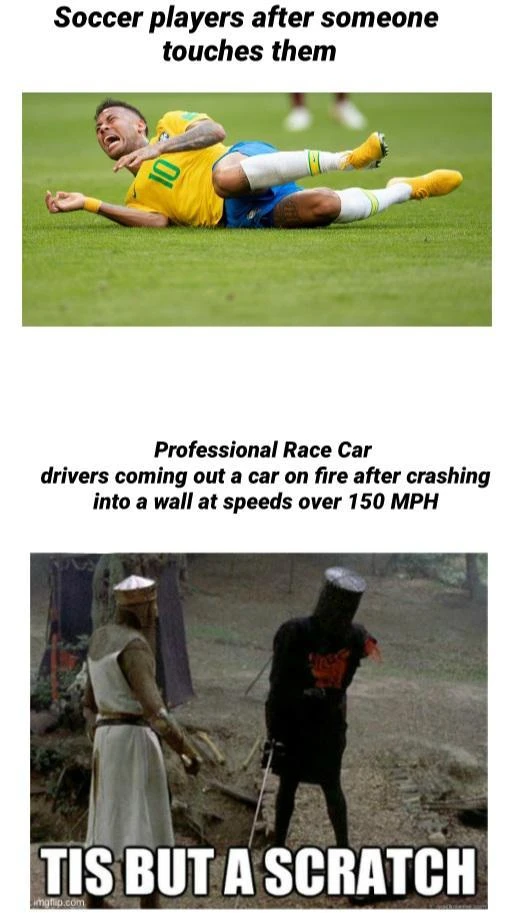 Soccer players after someone
touches them
10
Professional Race Car
drivers coming out a car on fire after crashing
into a wall at speeds over 150 MPH
TIS BUT A SCRATCH
imgflip.com